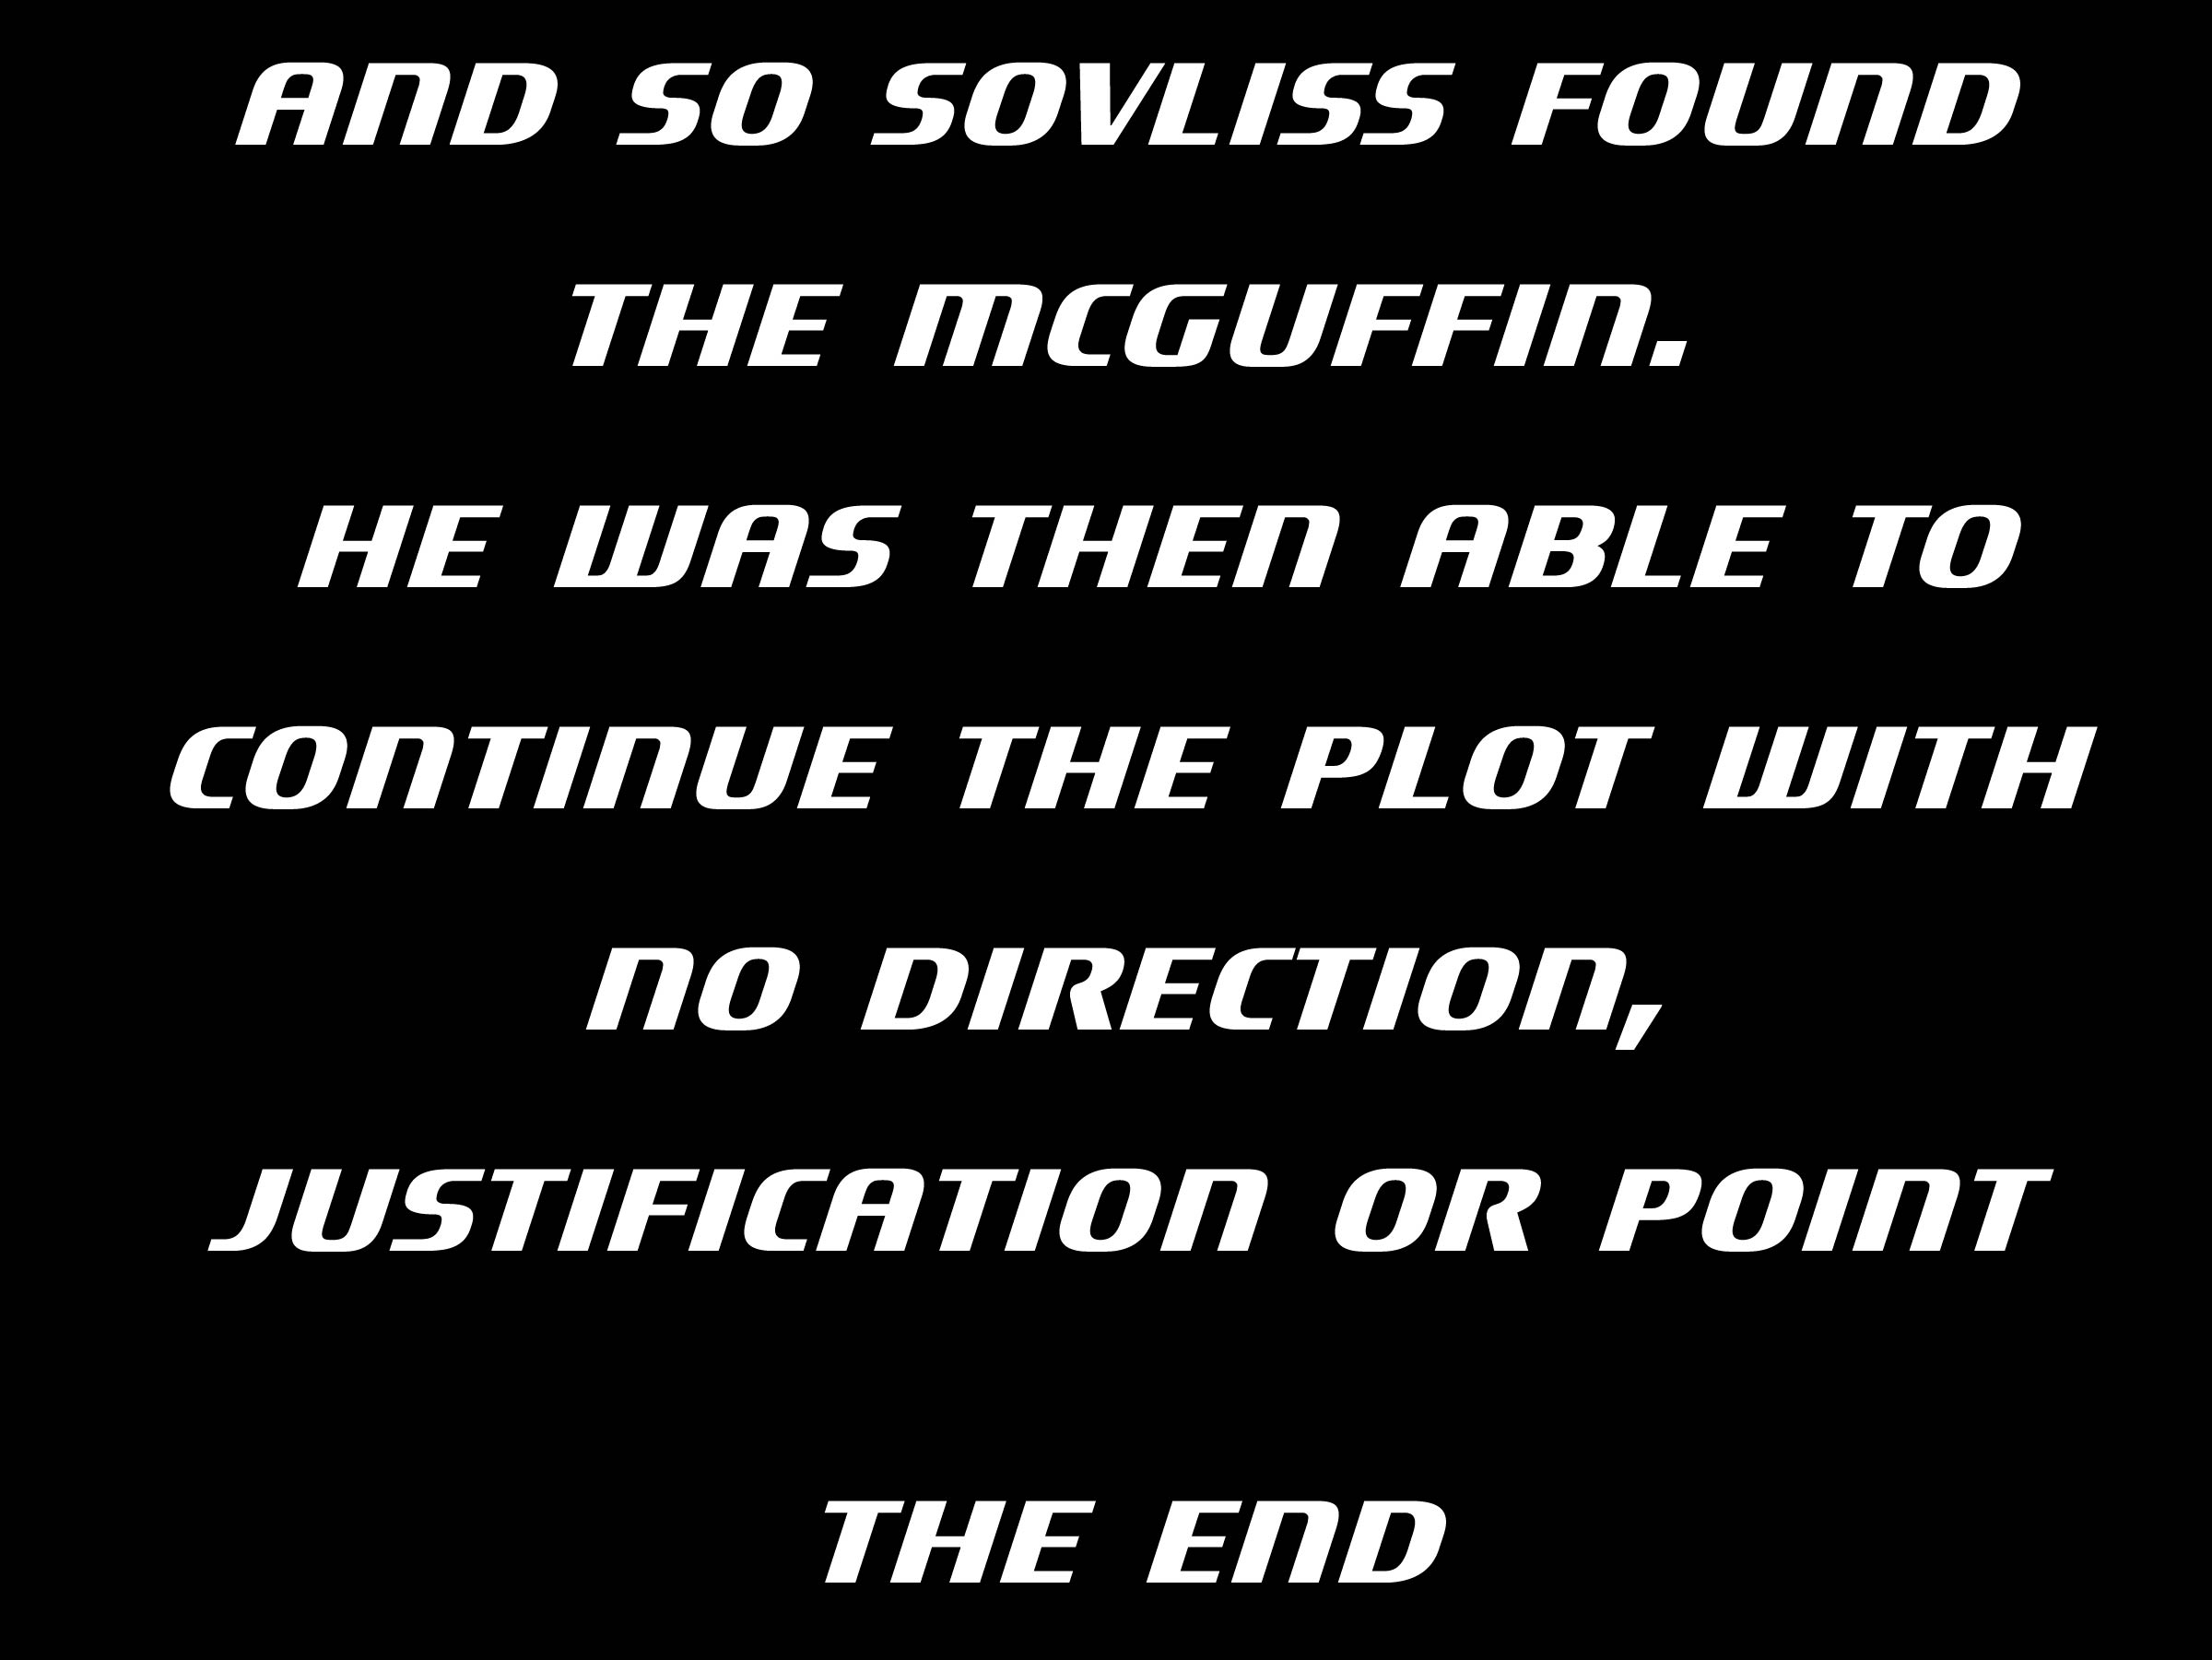 AND SO SOVLISS FOUND
THE MCGUFFIN.
HE WAS THEN ABLE TO
CONTINUE THE PLOT WITH
NO DIRECTION,
JUSTIFICATION OR POINT
THE END